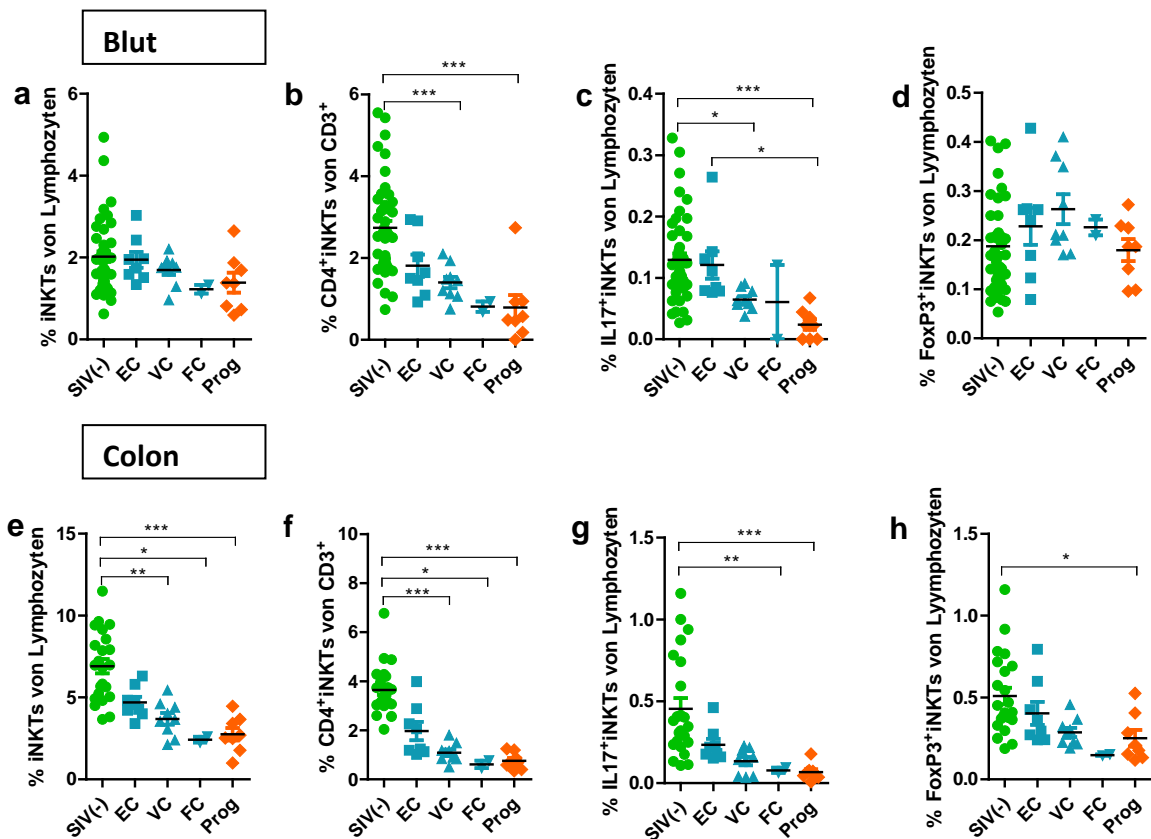 Blut
a
% iNKTs von Lymphozyten
6
4
2
0
SIV(-) EC VC FC Prog
b
% CD4⁺iNKTs von CD3⁺
6
5
4
3
2
1
0
***
***
SIV(-) EC VC FC Prog
c
% IL17⁺iNKTs von Lymphozyten
0.4
0.3
0.2
0.1
0.0
***
*
*
SIV(-) EC VC FC Prog
d
% FoxP3⁺iNKTs von Lyymphozyten
0.5
0.4
0.3
0.2
0.1
0.0
SIV(-) EC VC FC Prog
Colon
e
% iNKTs von Lymphozyten
15
10
5
0
***
*
**
SIV(-) EC VC FC Prog
f
% CD4⁺iNKTs von CD3⁺
10
8
6
4
2
0
***
*
***
SIV(-) EC VC FC Prog
g
% IL17⁺iNKTs von Lymphozyten
1.5
1.0
0.5
0.0
***
**
SIV(-) EC VC FC Prog
h
% FoxP3⁺iNKTs von Lyymphozyten
1.5
1.0
0.5
0.0
*
SIV(-) EC VC FC Prog